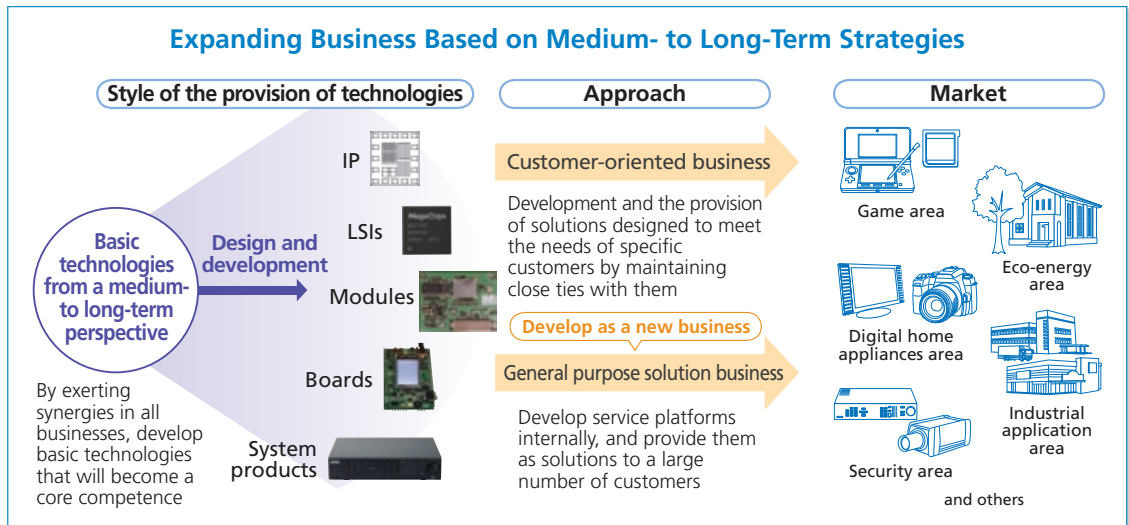 Expanding Business Based on Medium- to Long-Term Strategies
Style of the provision of technologies
Approach
Market
Basic
technologies
from a medium-
to long-term
perspective
By exerting
synergies in all
businesses, develop
basic technologies
that will become a
core competence
Design and
development
IP
LSIs
MegaChips
Modules
Boards
System
products
Customer-oriented business
Development and the provision
of solutions designed to meet
the needs of specific
customers by maintaining
close ties with them
Develop as a new business
General purpose solution business
Develop service platforms
internally, and provide them
as solutions to a large
number of customers
Game area
Eco-energy
area
Digital home
appliances area
Industrial
application
area
Security area
and others